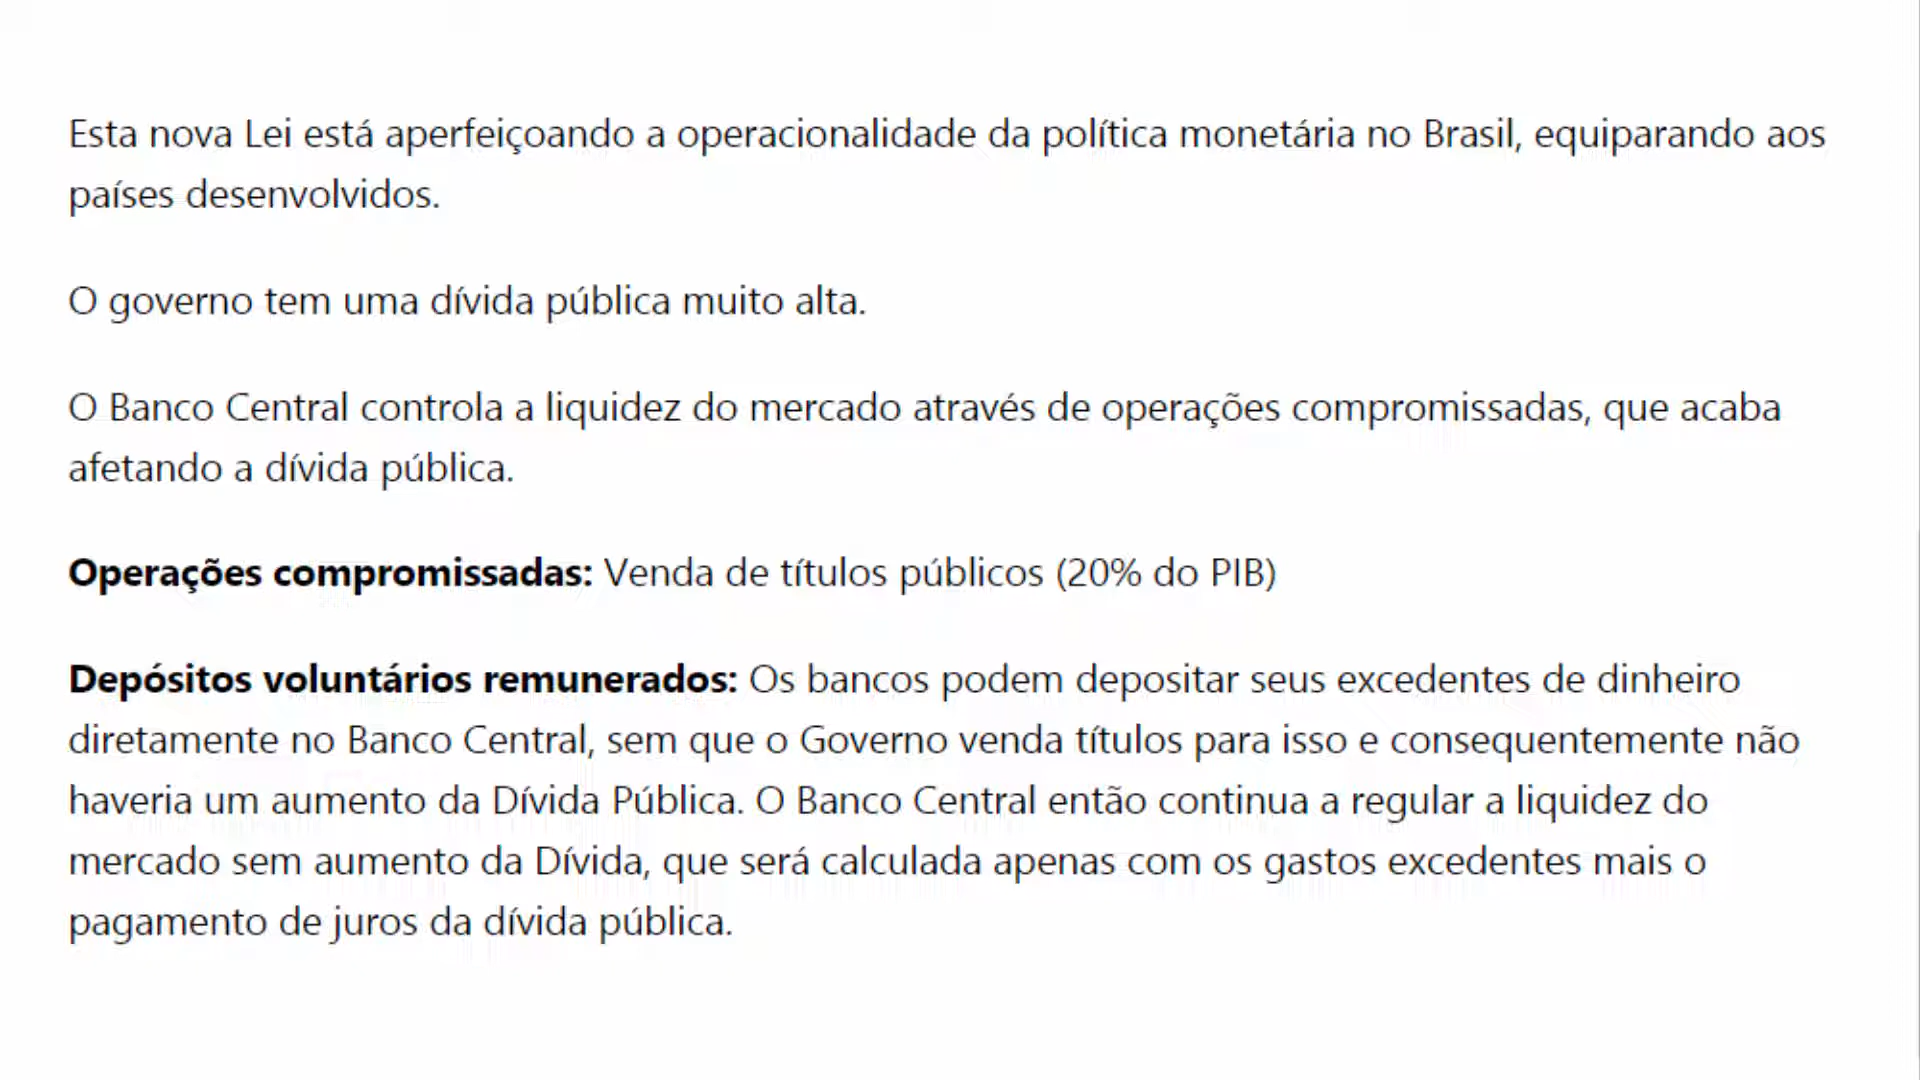 Esta nova Lei está aperfeiçoando a operacionalidade da política monetária no Brasil, equiparando aos
países desenvolvidos.
O governo tem uma dívida pública muito alta.
O Banco Central controla a liquidez do mercado através de operações compromissadas, que acaba
afetando a dívida pública.
Operações compromissadas: Venda de títulos públicos (20% do PIB)
Depósitos voluntários remunerados: Os bancos podem depositar seus excedentes de dinheiro
diretamente no Banco Central, sem que o Governo venda títulos para isso e consequentemente não
haveria um aumento da Dívida Pública. O Banco Central então continua a regular a liquidez do
mercado sem aumento da Dívida, que será calculada apenas com os gastos excedentes mais o
pagamento de juros da dívida pública.